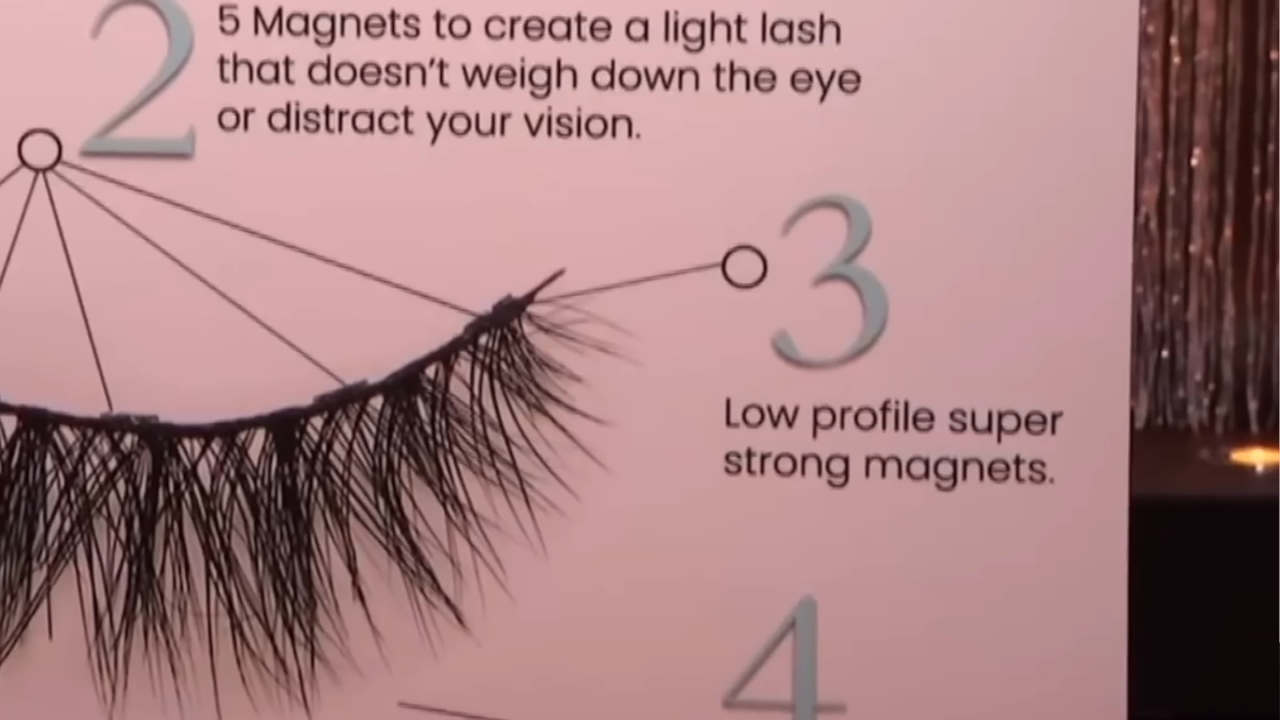 2
5 Magnets to create a light lash
that doesn't weigh down the eye
or distract your vision.
3
Low profile super
strong magnets.
4